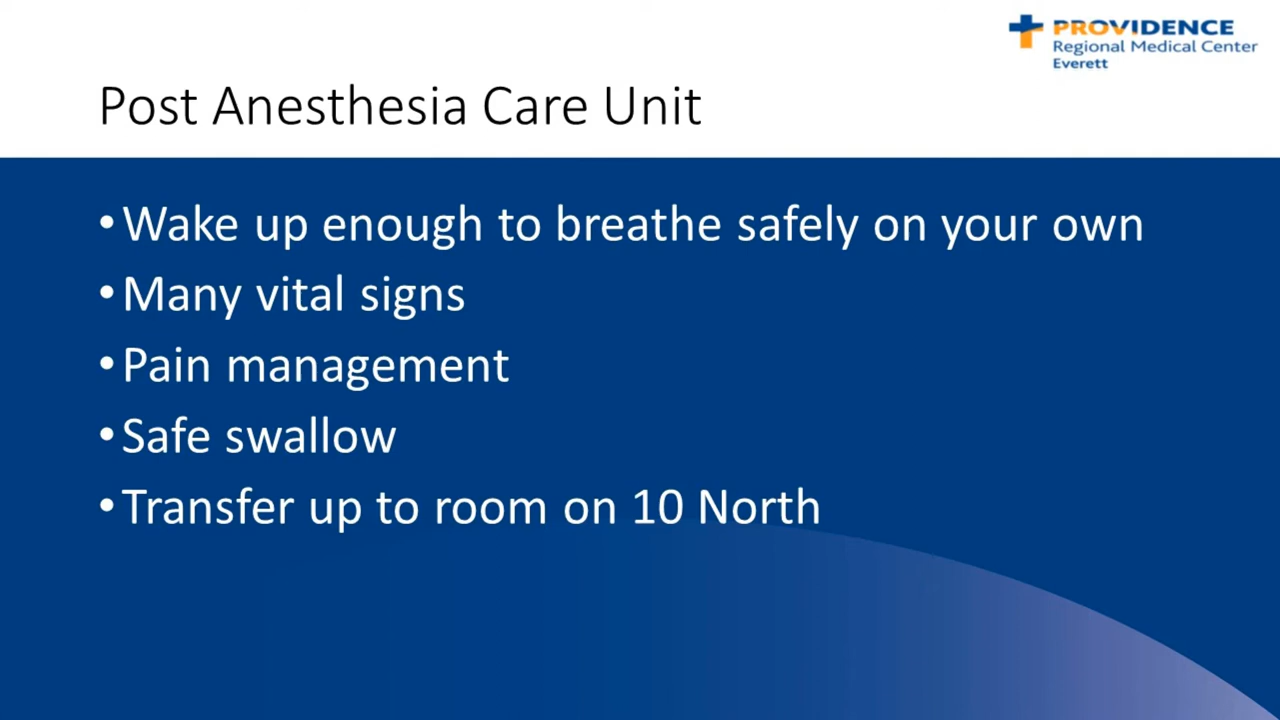 PROVIDENCE
Regional Medical Center
Everett
Post Anesthesia Care Unit
•Wake up enough to breathe safely on your own
•Many vital signs
•Pain management
•Safe swallow
•Transfer up to room on 10 North